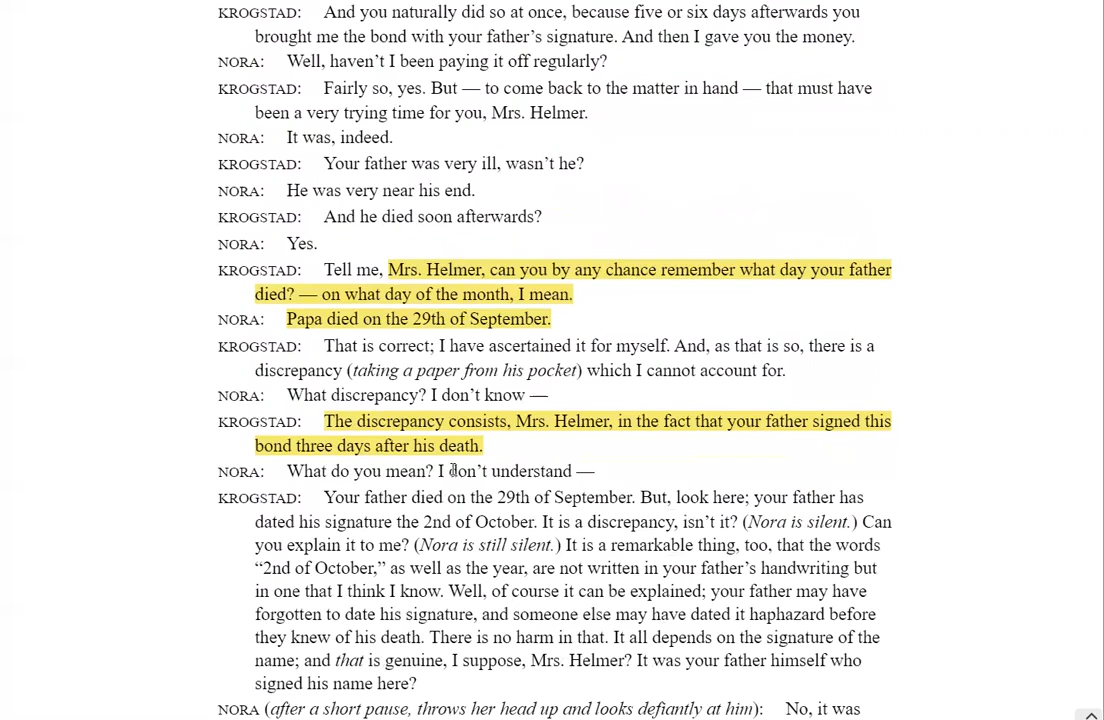 KROGSTAD: And you naturally did so at once, because five or six days afterwards you
brought me the bond with your father’s signature. And then I gave you the money.
NORA: Well, haven’t I been paying it off regularly?
KROGSTAD: Fairly so, yes. But — to come back to the matter in hand — that must have
been a very trying time for you, Mrs. Helmer.
NORA: It was, indeed.
KROGSTAD: Your father was very ill, wasn’t he?
NORA: He was very near his end.
KROGSTAD: And he died soon afterwards?
NORA: Yes.
KROGSTAD: Tell me, Mrs. Helmer, can you by any chance remember what day your father
died? — on what day of the month, I mean.
NORA: Papa died on the 29th of September.
KROGSTAD: That is correct; I have ascertained it for myself. And, as that is so, there is a
discrepancy (taking a paper from his pocket) which I cannot account for.
NORA: What discrepancy? I don’t know —
KROGSTAD: The discrepancy consists, Mrs. Helmer, in the fact that your father signed this
bond three days after his death.
NORA: What do you mean? I don’t understand —
KROGSTAD: Your father died on the 29th of September. But, look here; your father has
dated his signature the 2nd of October. It is a discrepancy, isn’t it? (Nora is silent.) Can
you explain it to me? (Nora is still silent.) It is a remarkable thing, too, that the words
“2nd of October,” as well as the year, are not written in your father’s handwriting but
in one that I think I know. Well, of course it can be explained; your father may have
forgotten to date his signature, and someone else may have dated it haphazard before
they knew of his death. There is no harm in that. It all depends on the signature of the
name; and that is genuine, I suppose, Mrs. Helmer? It was your father himself who
signed his name here?
NORA (after a short pause, throws her head up and looks defiantly at him): No, it was